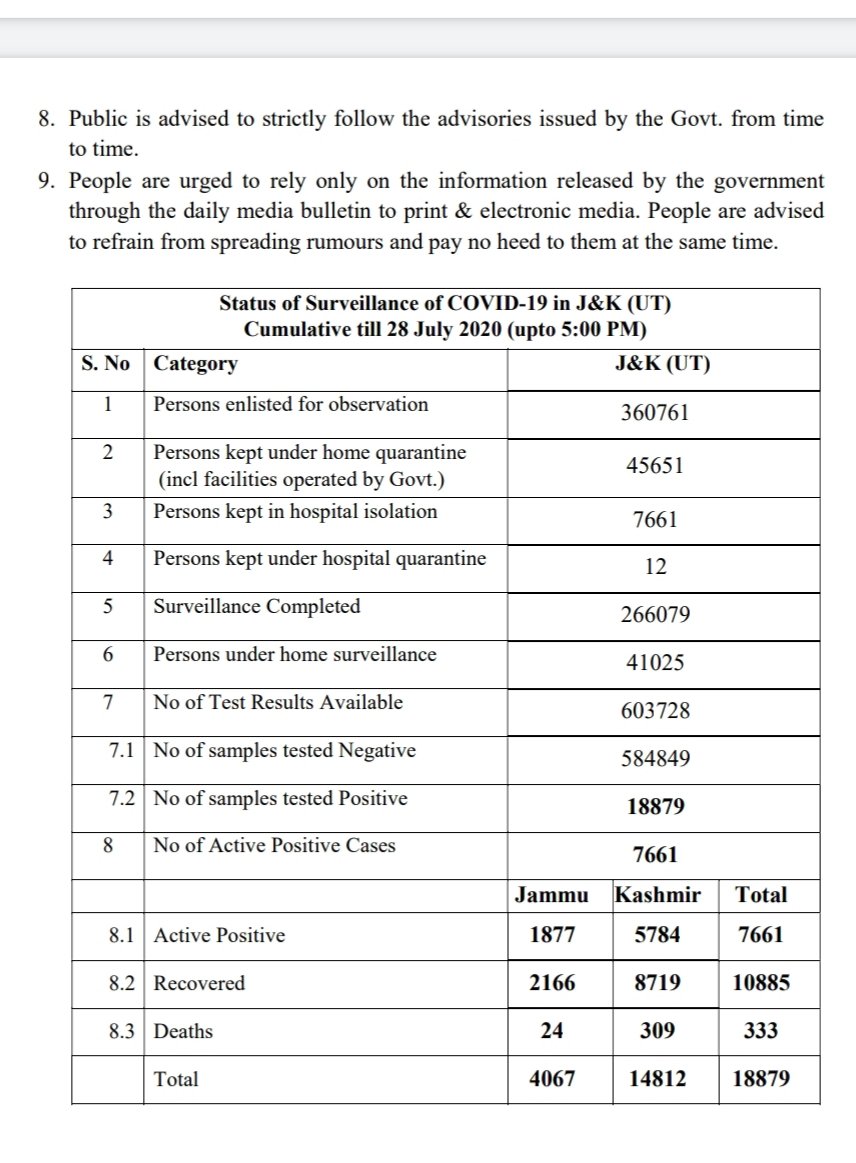 8. Public is advised to strictly follow the advisories issued by the Govt. from time
to time.
9. People are urged to rely only on the information released by the government
through the daily media bulletin to print & electronic media. People are advised
to refrain from spreading rumours and pay no heed to them at the same time.
Status of Surveillance of COVID-19 in J&K (UT)
Cumulative till 28 July 2020 (upto 5:00 PM)
S. No Category J&K (UT)
1 Persons enlisted for observation 360761
2 Persons kept under home quarantine
(incl facilities operated by Govt.) 45651
3 Persons kept in hospital isolation 7661
4 Persons kept under hospital quarantine 12
5 Surveillance Completed 266079
6 Persons under home surveillance 41025
7 No of Test Results Available 603728
7.1 No of samples tested Negative 584849
7.2 No of samples tested Positive 18879
8 No of Active Positive Cases 7661
Jammu Kashmir Total
8.1 Active Positive 1877 5784 7661
8.2 Recovered 2166 8719 10885
8.3 Deaths 24 309 333
Total 4067 14812 18879